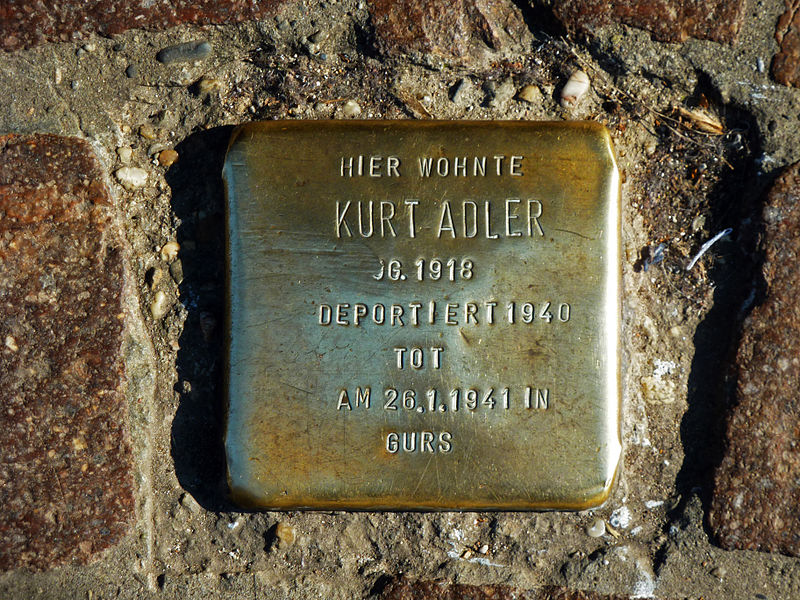 HIER WOHNTE
KURT ADLER
JG. 1918
DEPORTIERT 1940
TOT
AM 26.1.1941 IN
GURS